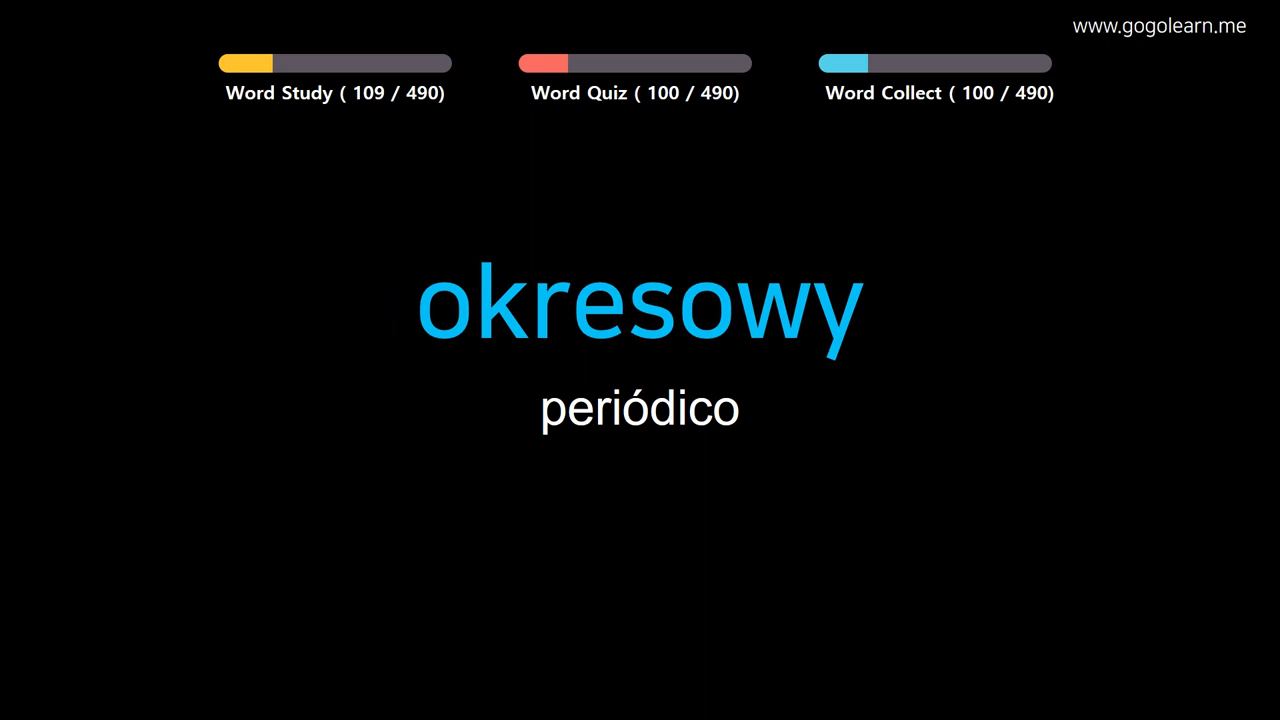 www.gogolearn.me
Word Study ( 109 / 490)
Word Quiz ( 100 / 490)
Word Collect ( 100 / 490)
okresowy
periódico